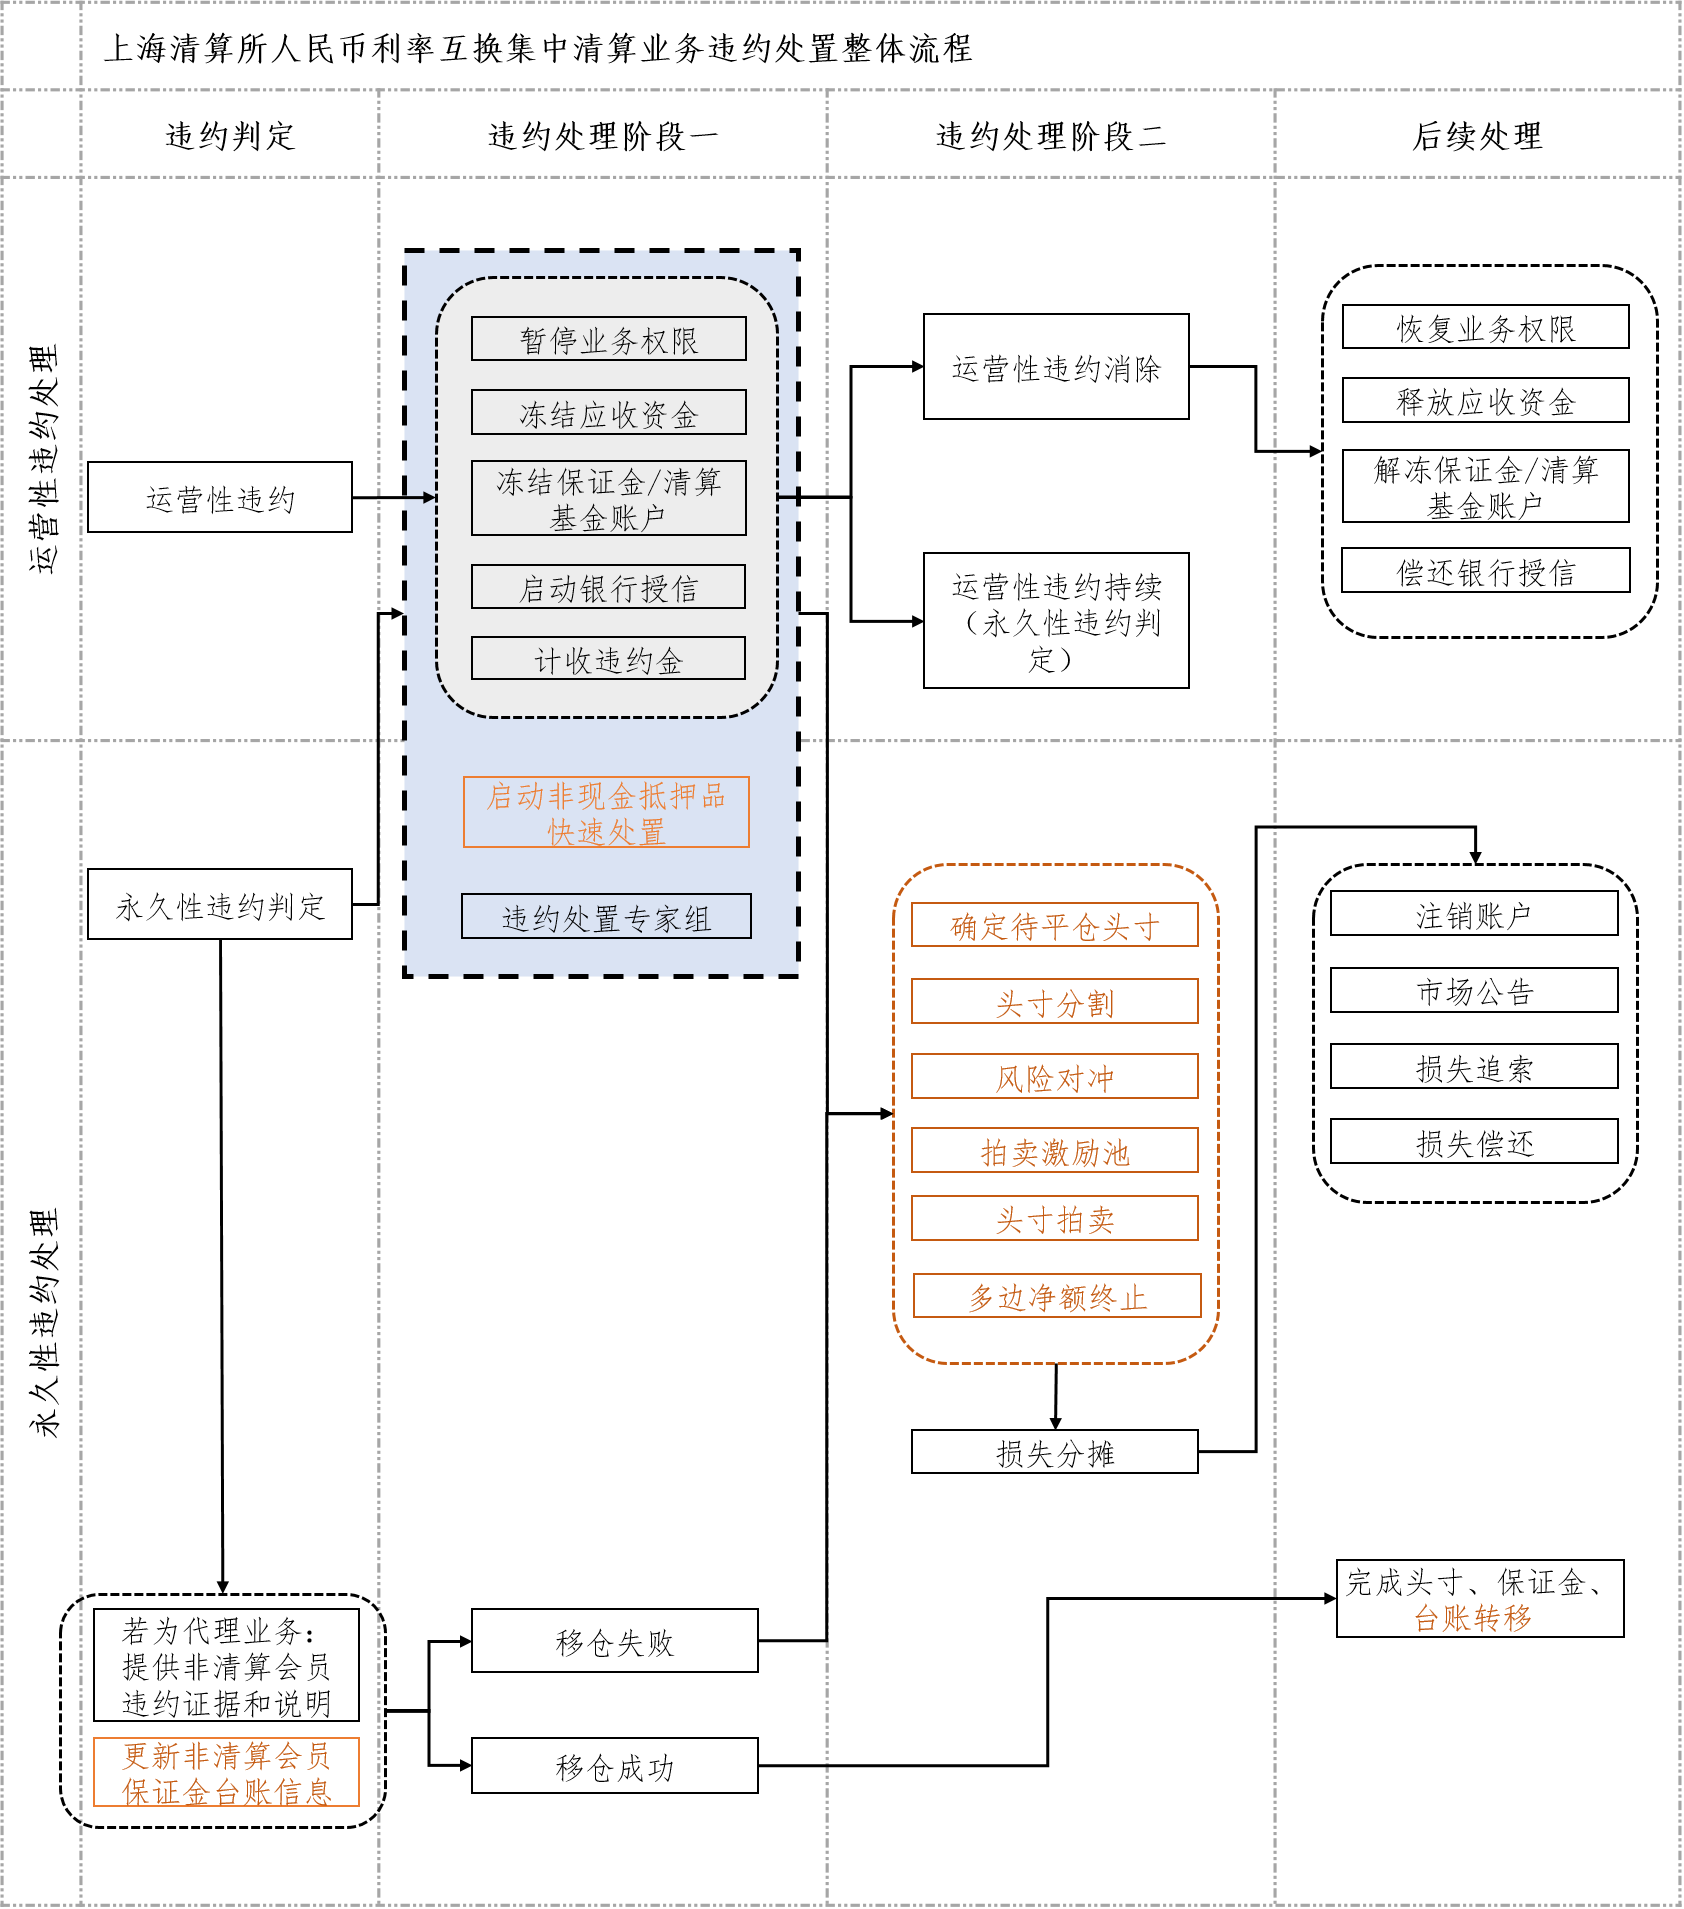 上海清算所人民币利率互换集中清算业务违约处置整体流程
违约判定
违约处理阶段一
违约处理阶段二
后续处理
运营性违约处理
运营性违约
暂停业务权限
冻结应收资金
冻结保证金/清算
基金账户
启动银行授信
计收违约金
运营性违约消除
运营性违约持续
（永久性违约判
定）
恢复业务权限
释放应收资金
解冻保证金/清算
基金账户
偿还银行授信
永久性违约处理
永久性违约判定
启动非现金抵押品
快速处置
违约处置专家组
确定待平仓头寸
头寸分割
风险对冲
拍卖激励池
头寸拍卖
多边净额终止
损失分摊
注销账户
市场公告
损失追索
损失偿还
若为代理业务：
提供非清算会员
违约证据和说明
更新非清算会员
保证金台账信息
移仓失败
移仓成功
完成头寸、保证金、
台账转移